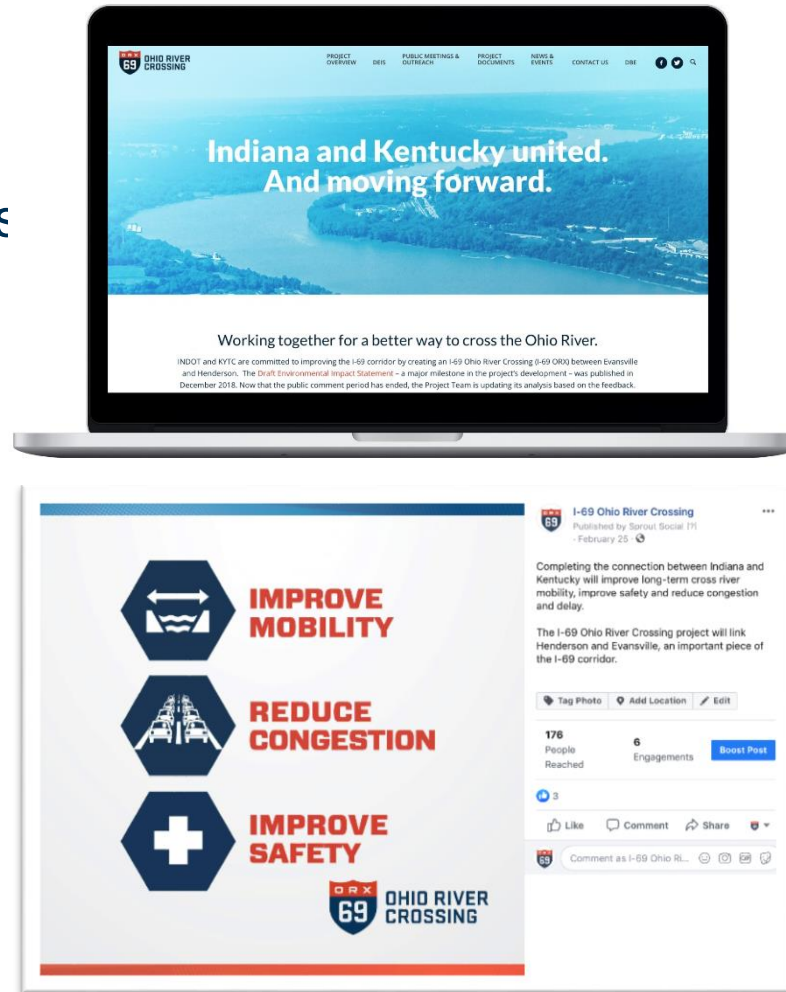 ORX
69
OHIO RIVER
CROSSING
PROJECT
OVERVIEW
DEIS
PUBLIC MEETINGS &
OUTREACH
PROJECT
DOCUMENTS
NEWS &
EVENTS
CONTACT US
DBE
Indiana and Kentucky united.
And moving forward.
Working together for a better way to cross the Ohio River.
INDOT and KYTC are committed to improving the I-69 corridor by creating an I-69 Ohio River Crossing (I-69 ORX) between Evansville
and Henderson. The Draft Environmental Impact Statement – a major milestone in the project's development – was published in
December 2018. Now that the public comment period has ended, the Project Team is updating its analysis based on the feedback.
IMPROVE
MOBILITY
REDUCE
CONGESTION
IMPROVE
SAFETY
ORX
69
OHIO RIVER
CROSSING
69
I-69 Ohio River Crossing
Published by Sprout Social [?]
· February 25 ·
Completing the connection between Indiana and
Kentucky will improve long-term cross river
mobility, improve safety and reduce congestion
and delay.
The I-69 Ohio River Crossing project will link
Henderson and Evansville, an important piece of
the I-69 corridor.
Tag Photo
Add Location
Edit
176
People
Reached
6
Engagements
Boost Post
3
Like
Comment
Share
69
Comment as I-69 Ohio Ri...